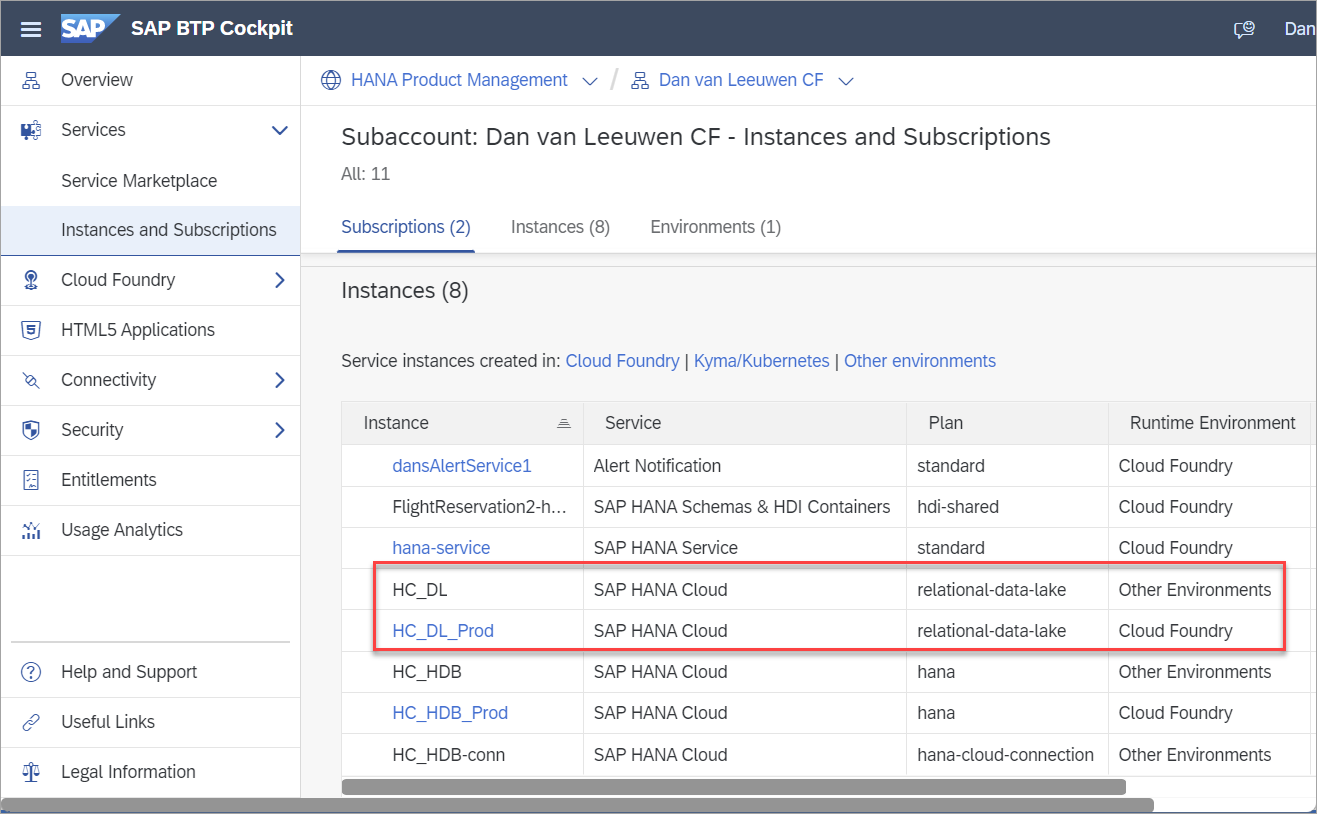 SAP SAP BTP Cockpit Dan
Overview
Services
Service Marketplace
Instances and Subscriptions
Cloud Foundry
5 HTML5 Applications
Connectivity
Security
Entitlements
Usage Analytics
? Help and Support
Useful Links
Legal Information
HANA Product Management / Dan van Leeuwen CF
Subaccount: Dan van Leeuwen CF - Instances and Subscriptions
All: 11
Subscriptions (2) Instances (8) Environments (1)
Instances (8)
Service instances created in: Cloud Foundry | Kyma/Kubernetes | Other environments
Instance Service Plan Runtime Environment
dansAlertService1 Alert Notification standard Cloud Foundry
FlightReservation2-h... SAP HANA Schemas & HDI Containers hdi-shared Cloud Foundry
hana-service SAP HANA Service standard Cloud Foundry
HC_DL SAP HANA Cloud relational-data-lake Other Environments
HC_DL_Prod SAP HANA Cloud relational-data-lake Cloud Foundry
HC_HDB SAP HANA Cloud hana Other Environments
HC_HDB_Prod SAP HANA Cloud hana Cloud Foundry
HC_HDB-conn SAP HANA Cloud hana-cloud-connection Other Environments